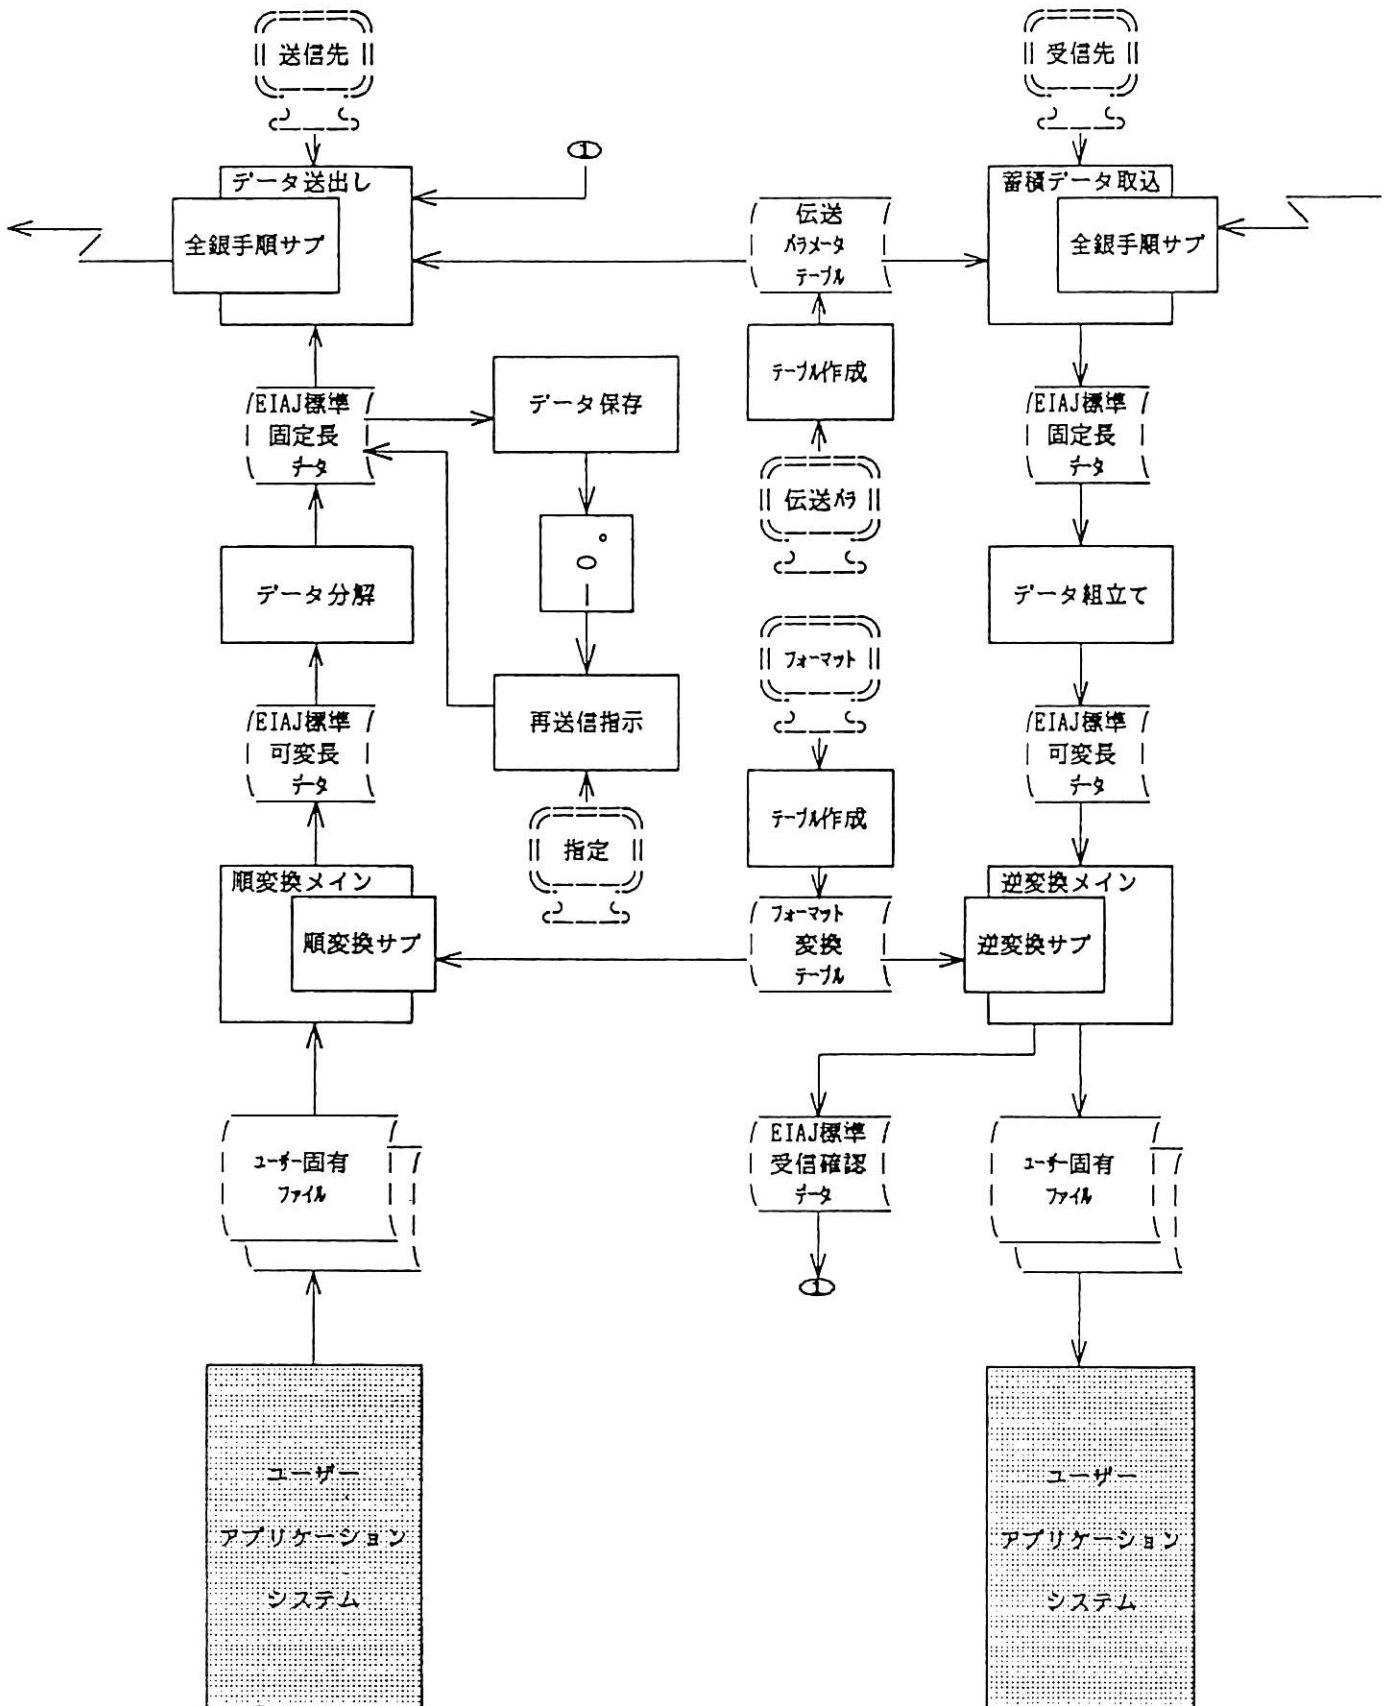 送信先
受信先
①
データ送出し
全銀手順サブ
伝送
パラメータ
テーブル
蓄積データ取込
全銀手順サブ
テーブル作成
EIAJ標準
固定長
データ
データ保存
EIAJ標準
固定長
データ
伝送パラ
データ分解
データ組立て
フォーマット
再送信指示
EIAJ標準
可変長
データ
EIAJ標準
可変長
データ
テーブル作成
指定
順変換メイン
順変換サブ
フォーマット
変換
テーブル
逆変換メイン
逆変換サブ
EIAJ標準
受信確認
データ
ユーザー固有
ファイル
ユーザー固有
ファイル
①
ユーザー
アプリケーション
システム
ユーザー
アプリケーション
システム